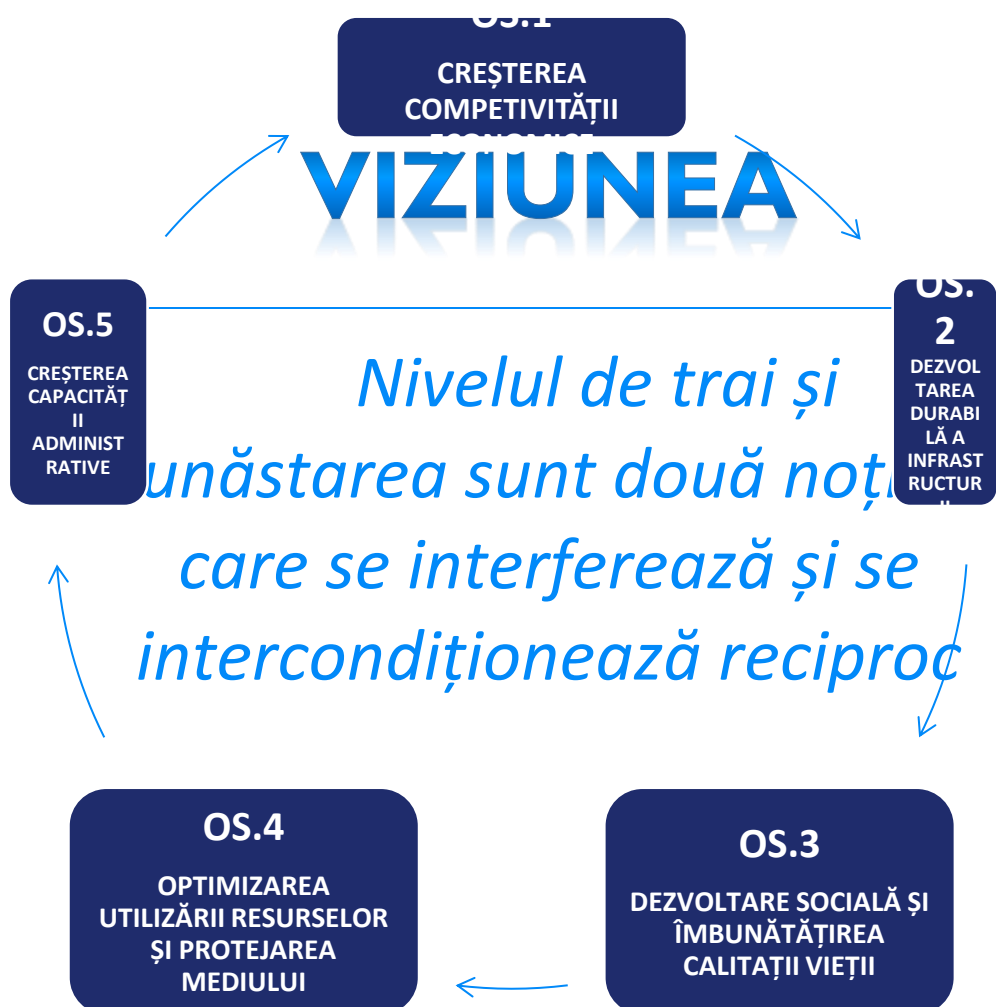 OS.1
CREȘTEREA
COMPETIVITĂȚII
ECONOMICE
VIZIUNEA
OS.5
CREȘTEREA
CAPACITĂȚ
II
ADMINIST
RATIVE
OS.
2
DEZVOL
TAREA
DURABI
LĂ A
INFRAST
RUCTUR
II
Nivelul de trai și
unăstarea sunt două noți
care se interferează și se
intercondiționează reciproc
OS.4
OPTIMIZAREA
UTILIZĂRII RESURSELOR
ȘI PROTEJAREA
MEDIULUI
OS.3
DEZVOLTARE SOCIALĂ ȘI
ÎMBUNĂTĂȚIREA
CALITAȚII VIEȚII